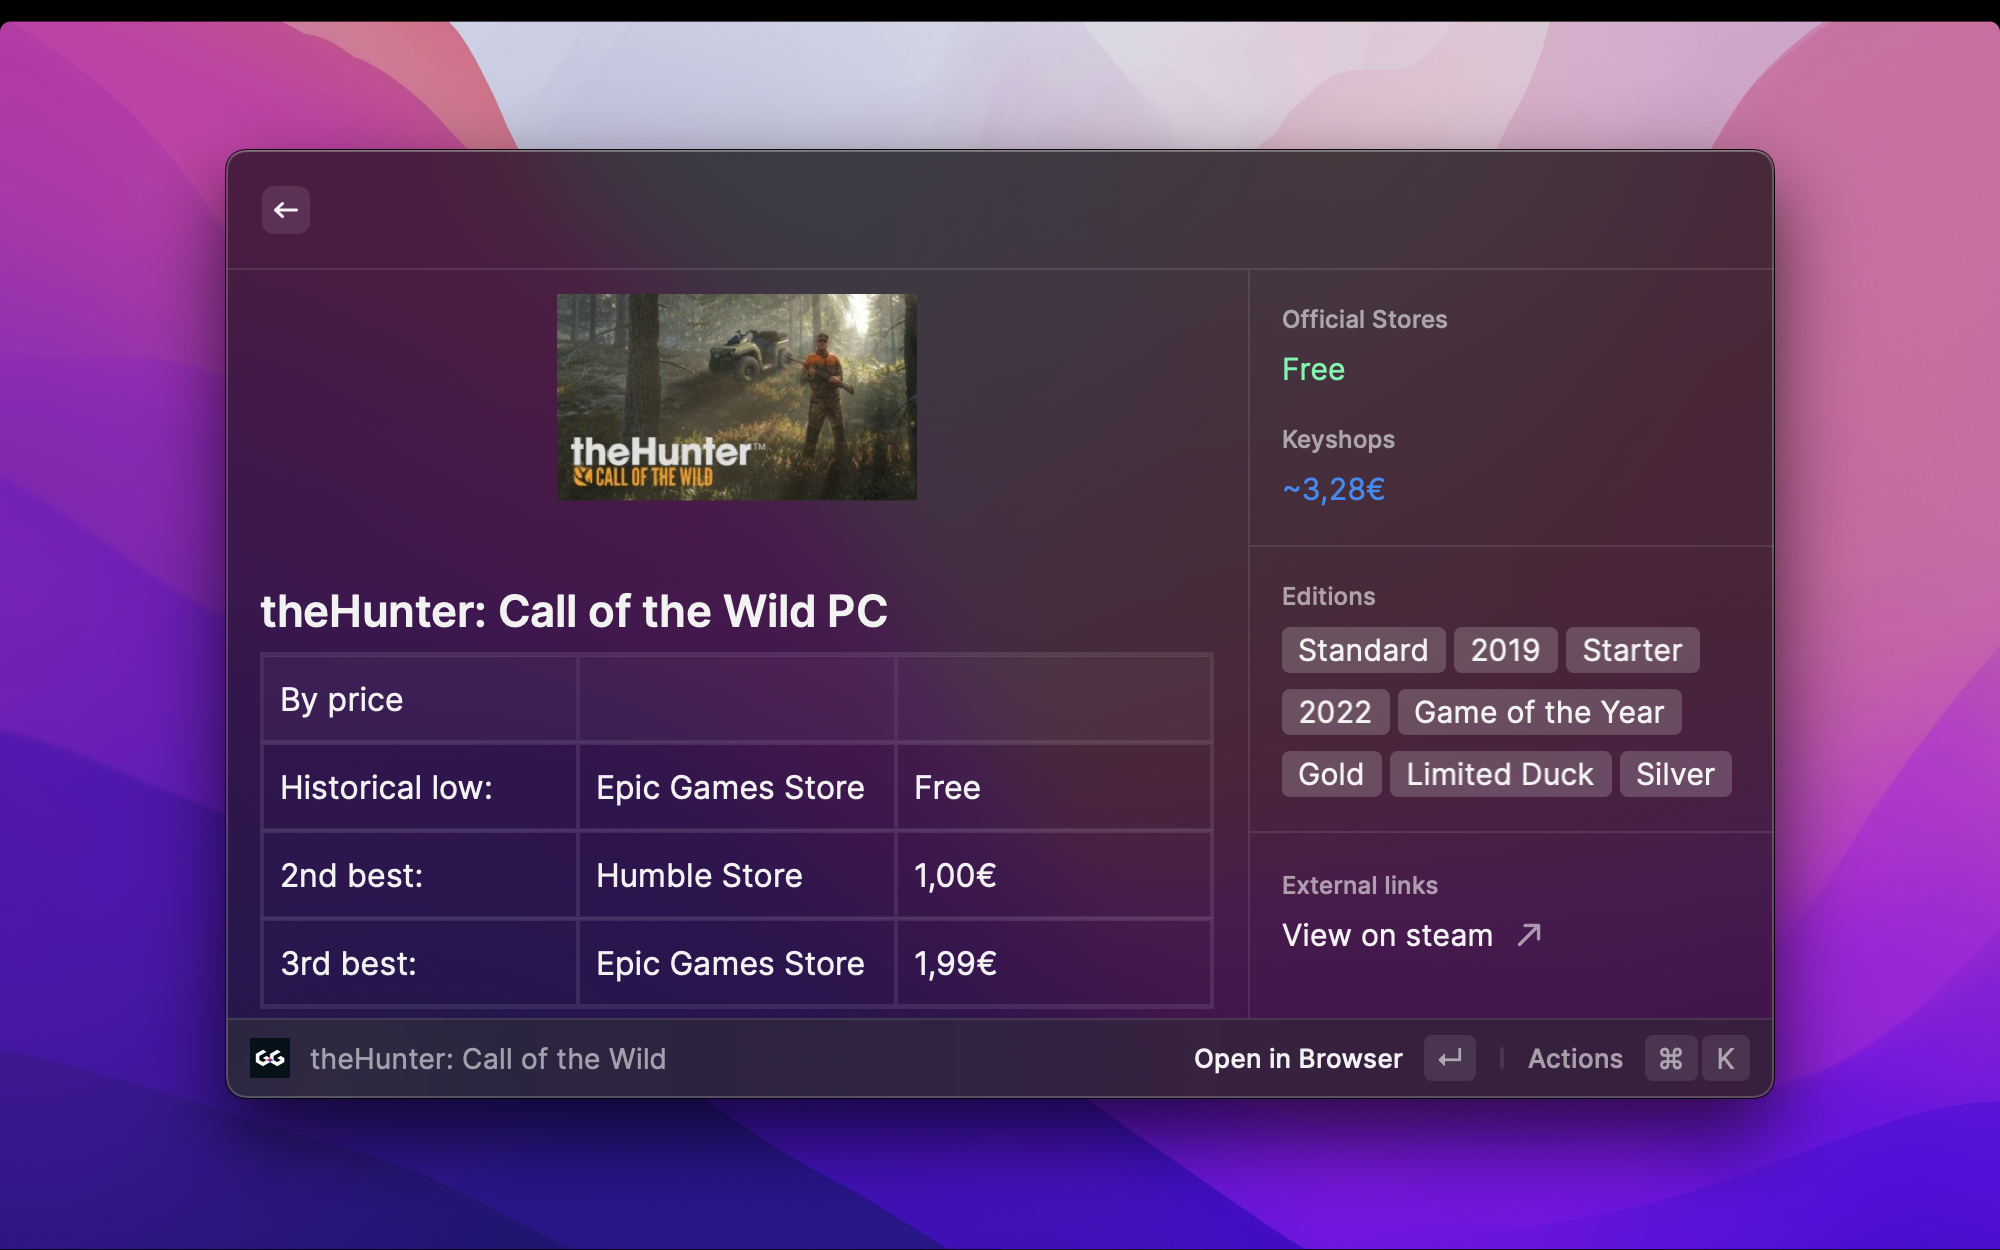 theHunter™
CALL OF THE WILD
theHunter: Call of the Wild PC
By price
Historical low: Epic Games Store Free
2nd best: Humble Store 1,00€
3rd best: Epic Games Store 1,99€
Official Stores
Free
Keyshops
~3,28€
Editions
Standard 2019 Starter
2022 Game of the Year
Gold Limited Duck Silver
External links
View on steam
GG theHunter: Call of the Wild
Open in Browser Actions ⌘ K